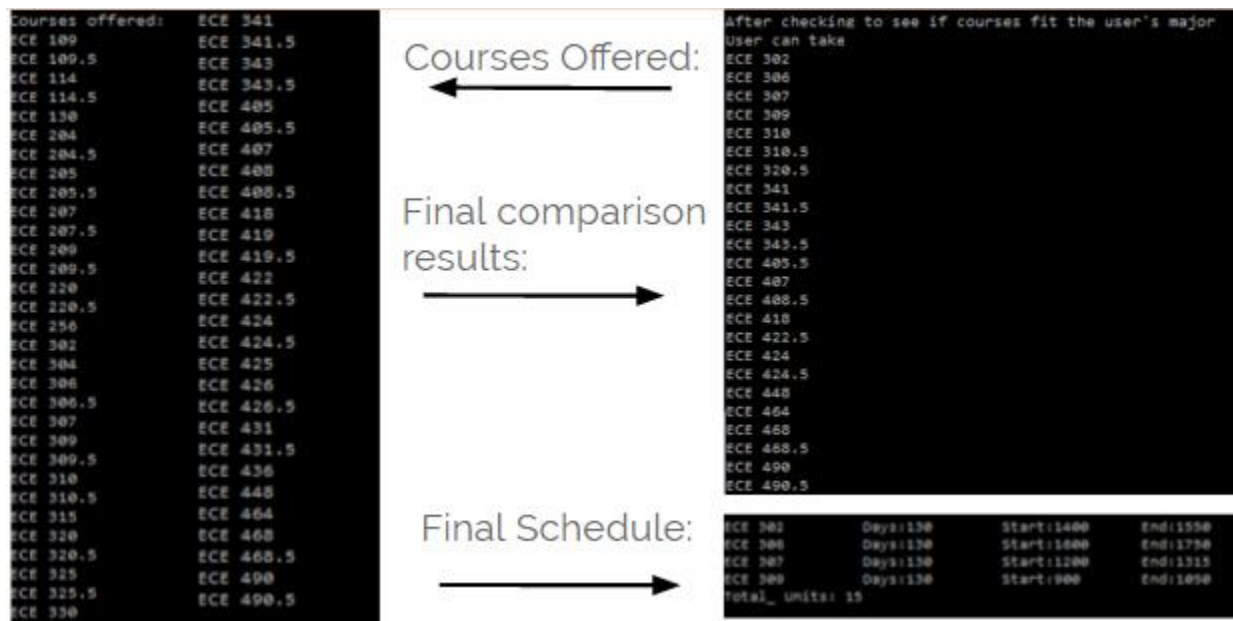 Courses offered:
ECE 109
ECE 109.5
ECE 114
ECE 114.5
ECE 130
ECE 204
ECE 204.5
ECE 205
ECE 205.5
ECE 207
ECE 207.5
ECE 209
ECE 209.5
ECE 220
ECE 220.5
ECE 256
ECE 302
ECE 304
ECE 306
ECE 306.5
ECE 307
ECE 309
ECE 309.5
ECE 310
ECE 310.5
ECE 315
ECE 320
ECE 320.5
ECE 325
ECE 325.5
ECE 330
ECE 341
ECE 341.5
ECE 343
ECE 343.5
ECE 405
ECE 405.5
ECE 407
ECE 408
ECE 408.5
ECE 418
ECE 419
ECE 419.5
ECE 422
ECE 422.5
ECE 424
ECE 424.5
ECE 425
ECE 426
ECE 426.5
ECE 431
ECE 431.5
ECE 436
ECE 448
ECE 464
ECE 468
ECE 468.5
ECE 490
ECE 490.5
Courses Offered:
Final comparison
results:
Final Schedule:
After checking to see if courses fit the user's major
User can take
ECE 302
ECE 306
ECE 307
ECE 309
ECE 310
ECE 310.5
ECE 320.5
ECE 341
ECE 341.5
ECE 343
ECE 343.5
ECE 405.5
ECE 407
ECE 408.5
ECE 418
ECE 422.5
ECE 424
ECE 424.5
ECE 448
ECE 464
ECE 468
ECE 468.5
ECE 490
ECE 490.5
ECE 302 Days:130 Start:1400 End:1550
ECE 306 Days:130 Start:1600 End:1750
ECE 307 Days:130 Start:1200 End:1315
ECE 309 Days:130 Start:900 End:1050
Total_ Units: 15